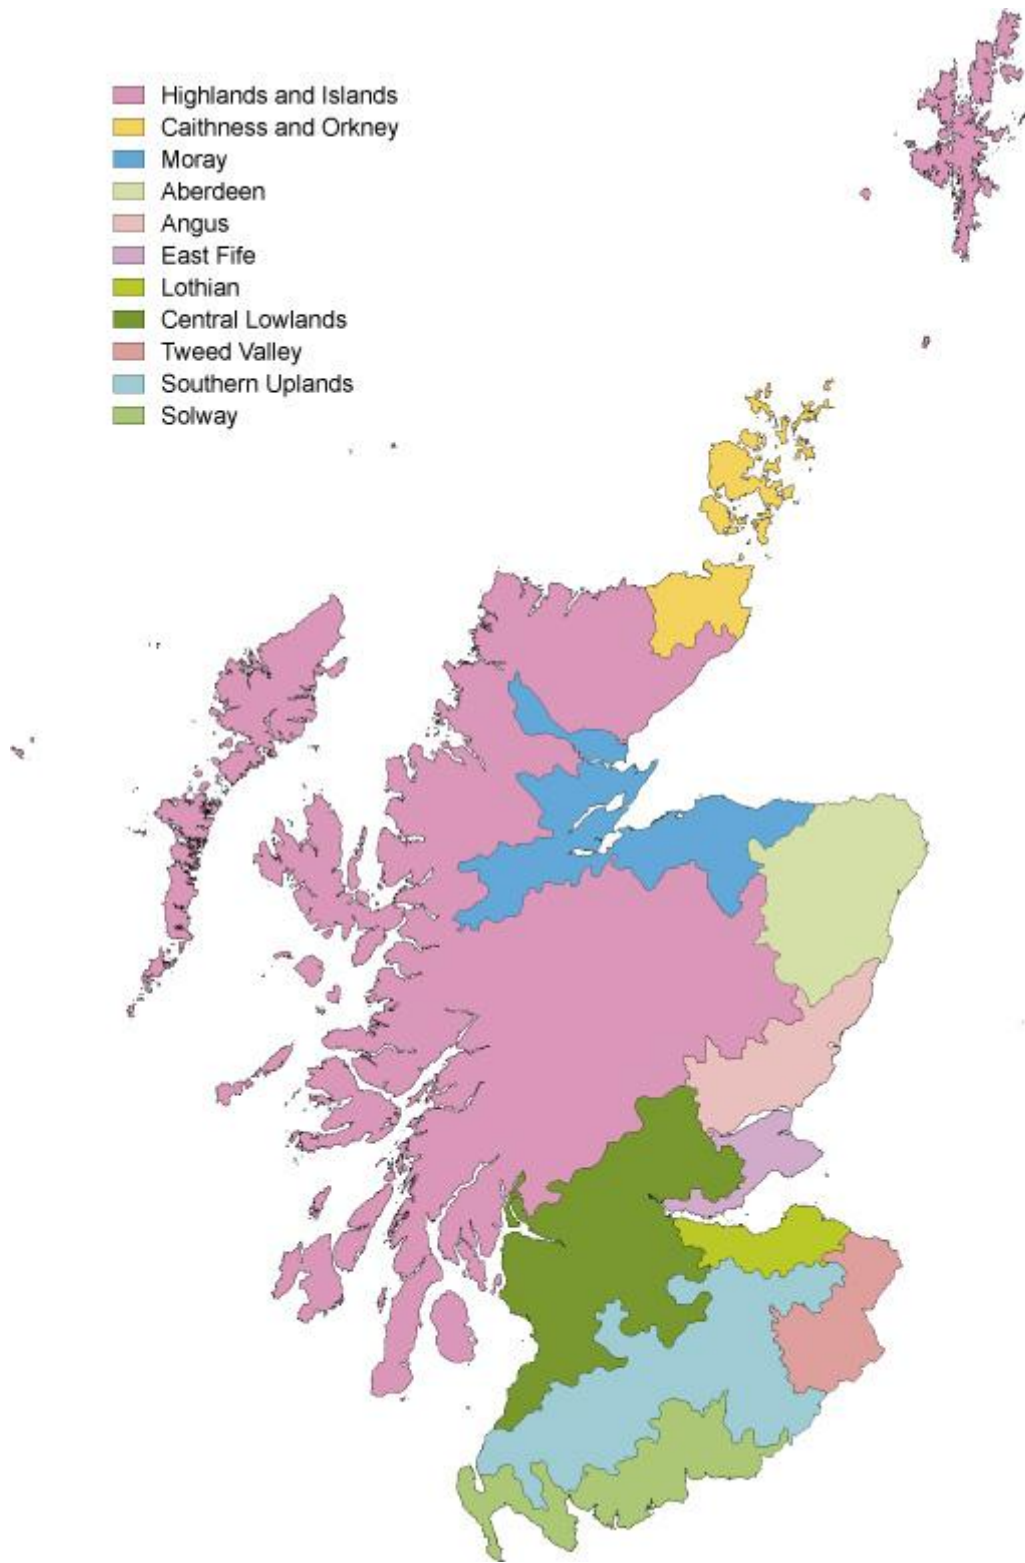 Highlands and Islands
Caithness and Orkney
Moray
Aberdeen
Angus
East Fife
Lothian
Central Lowlands
Tweed Valley
Southern Uplands
Solway